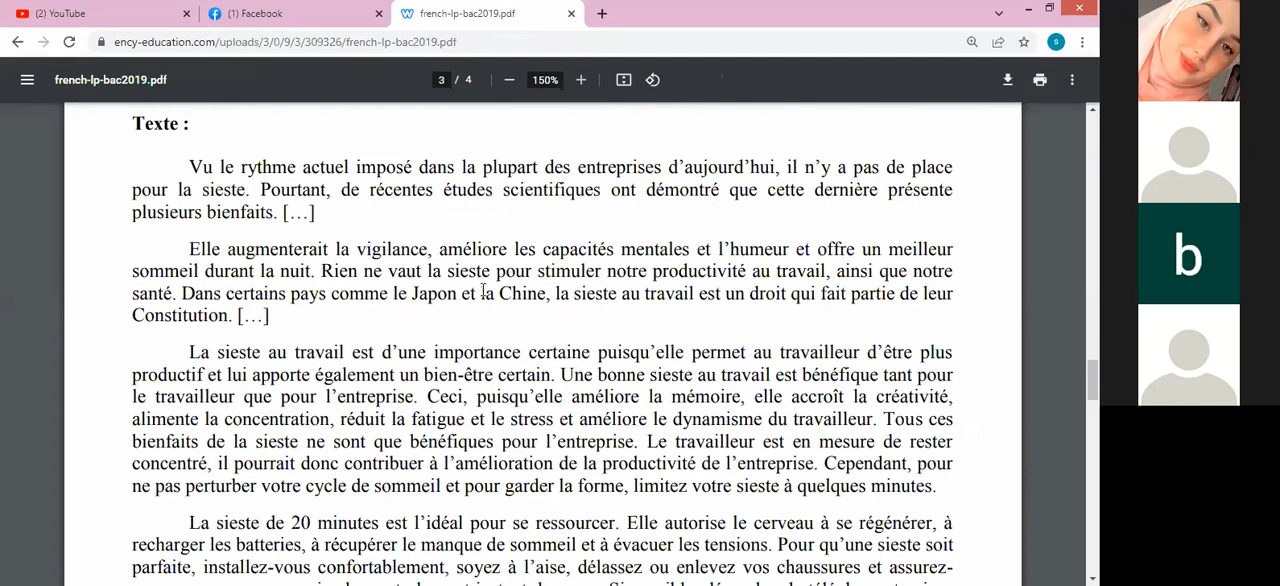 (2) YouTube
(1) Facebook
french-lp-bac2019.pdf
ency-education.com/uploads/3/0/9/3/309326/french-lp-bac2019.pdf
s
french-lp-bac2019.pdf
3 / 4
150%
Texte :
Vu le rythme actuel imposé dans la plupart des entreprises d’aujourd’hui, il n’y a pas de place
pour la sieste. Pourtant, de récentes études scientifiques ont démontré que cette dernière présente
plusieurs bienfaits. […]
Elle augmenterait la vigilance, améliore les capacités mentales et l’humeur et offre un meilleur
sommeil durant la nuit. Rien ne vaut la sieste pour stimuler notre productivité au travail, ainsi que notre
santé. Dans certains pays comme le Japon et la Chine, la sieste au travail est un droit qui fait partie de leur
Constitution. […]
La sieste au travail est d’une importance certaine puisqu’elle permet au travailleur d’être plus
productif et lui apporte également un bien-être certain. Une bonne sieste au travail est bénéfique tant pour
le travailleur que pour l’entreprise. Ceci, puisqu’elle améliore la mémoire, elle accroît la créativité,
alimente la concentration, réduit la fatigue et le stress et améliore le dynamisme du travailleur. Tous ces
bienfaits de la sieste ne sont que bénéfiques pour l’entreprise. Le travailleur est en mesure de rester
concentré, il pourrait donc contribuer à l’amélioration de la productivité de l’entreprise. Cependant, pour
ne pas perturber votre cycle de sommeil et pour garder la forme, limitez votre sieste à quelques minutes.
La sieste de 20 minutes est l’idéal pour se ressourcer. Elle autorise le cerveau à se régénérer, à
recharger les batteries, à récupérer le manque de sommeil et à évacuer les tensions. Pour qu’une sieste soit
parfaite, installez-vous confortablement, soyez à l’aise, délassez ou enlevez vos chaussures et assurez-
b